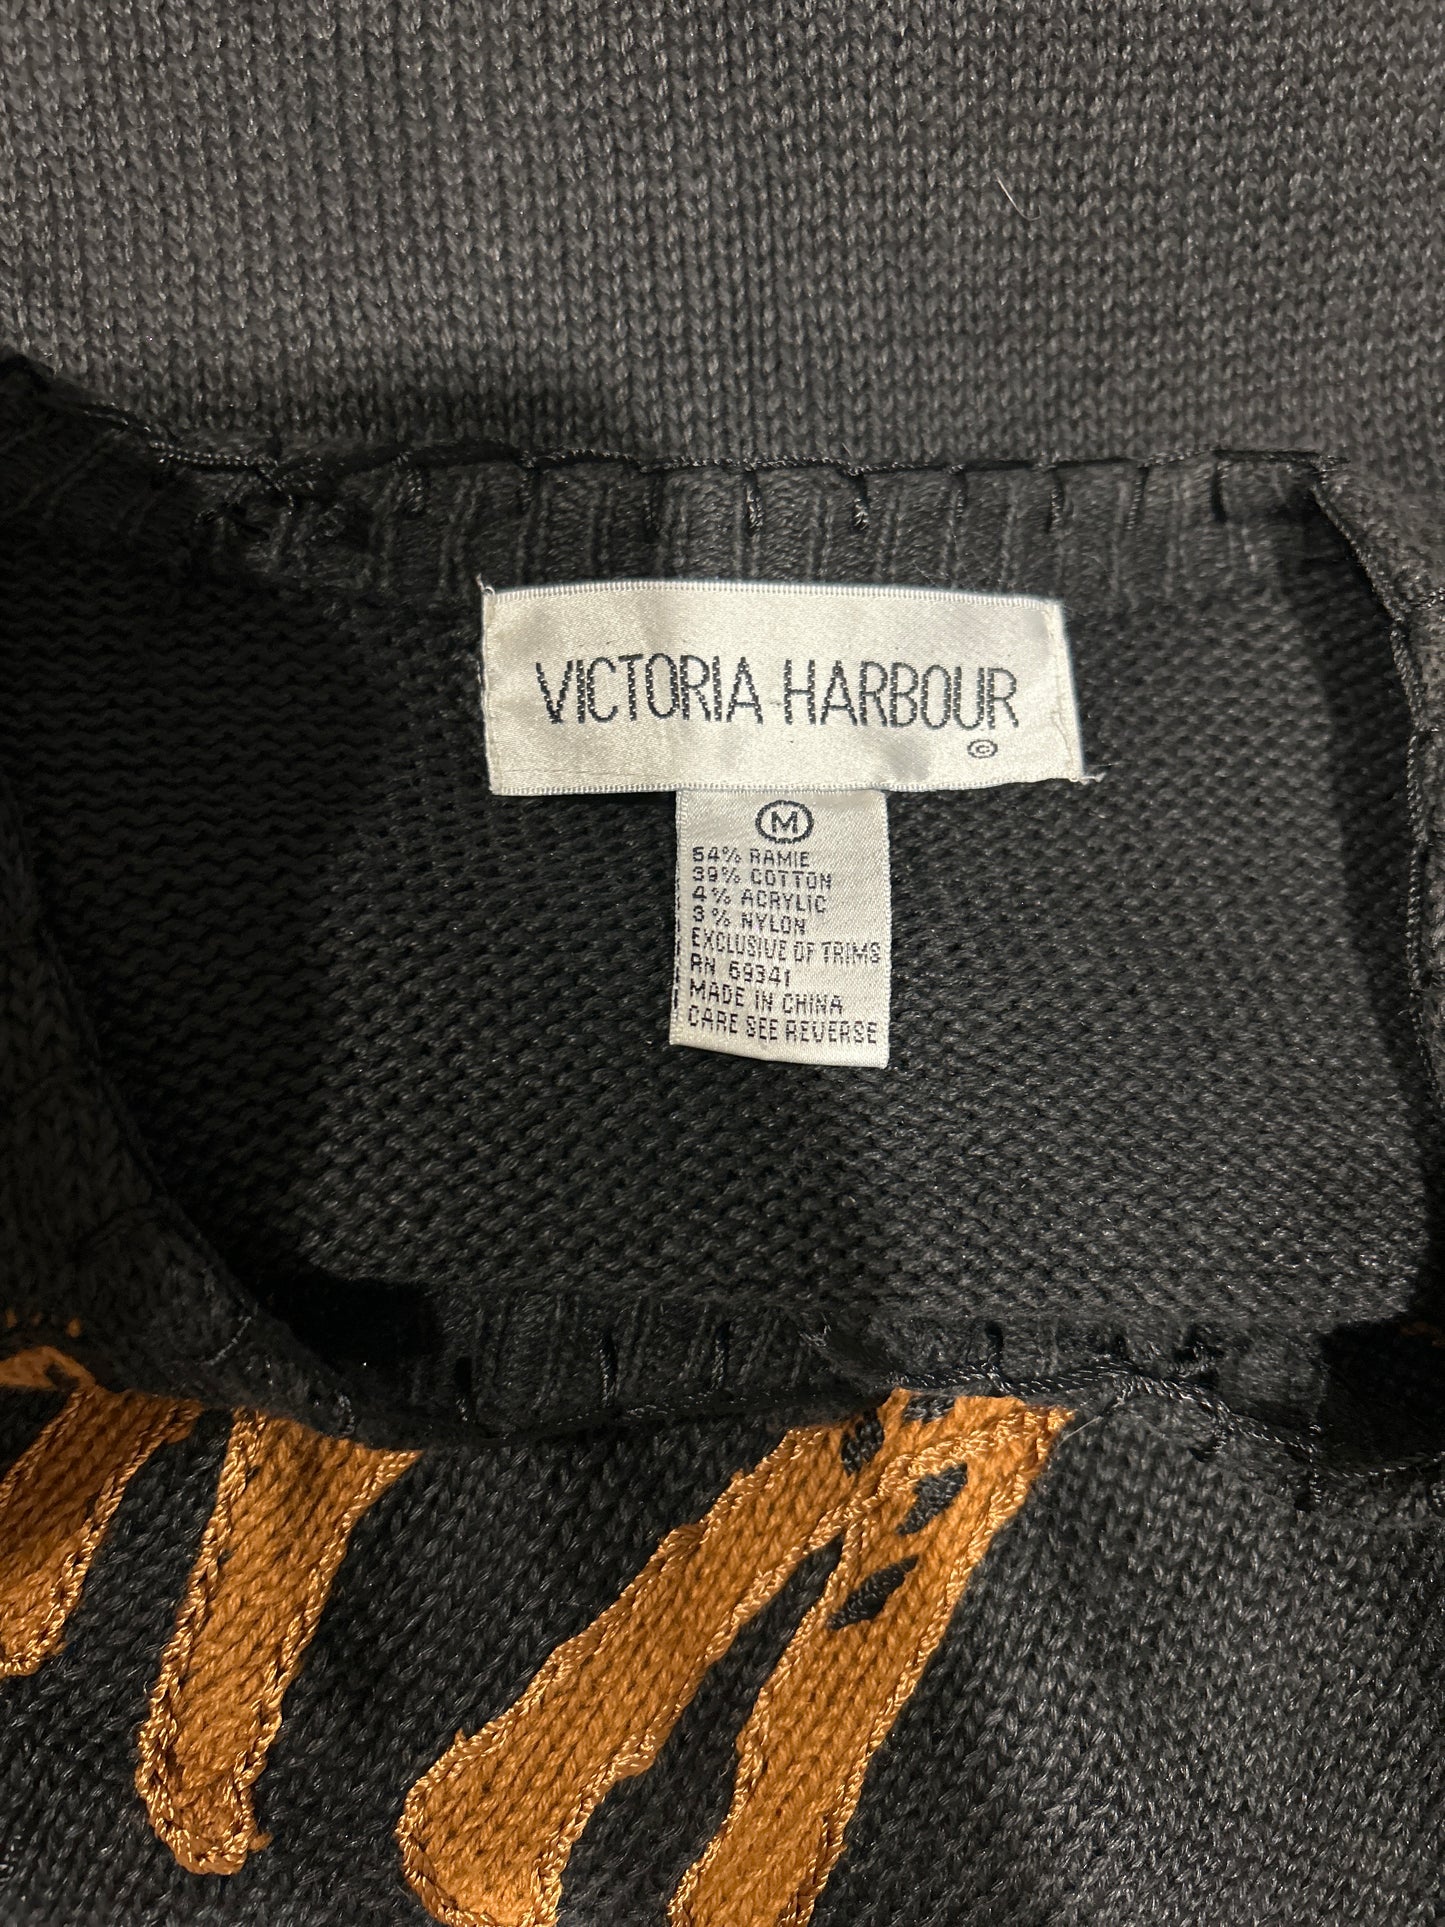 VICTORIA HARBOUR
©
M
54% RAMIE
39% COTTON
4% ACRYLIC
3% NYLON
EXCLUSIVE OF TRIMS
RN 69341
MADE IN CHINA
CARE SEE REVERSE